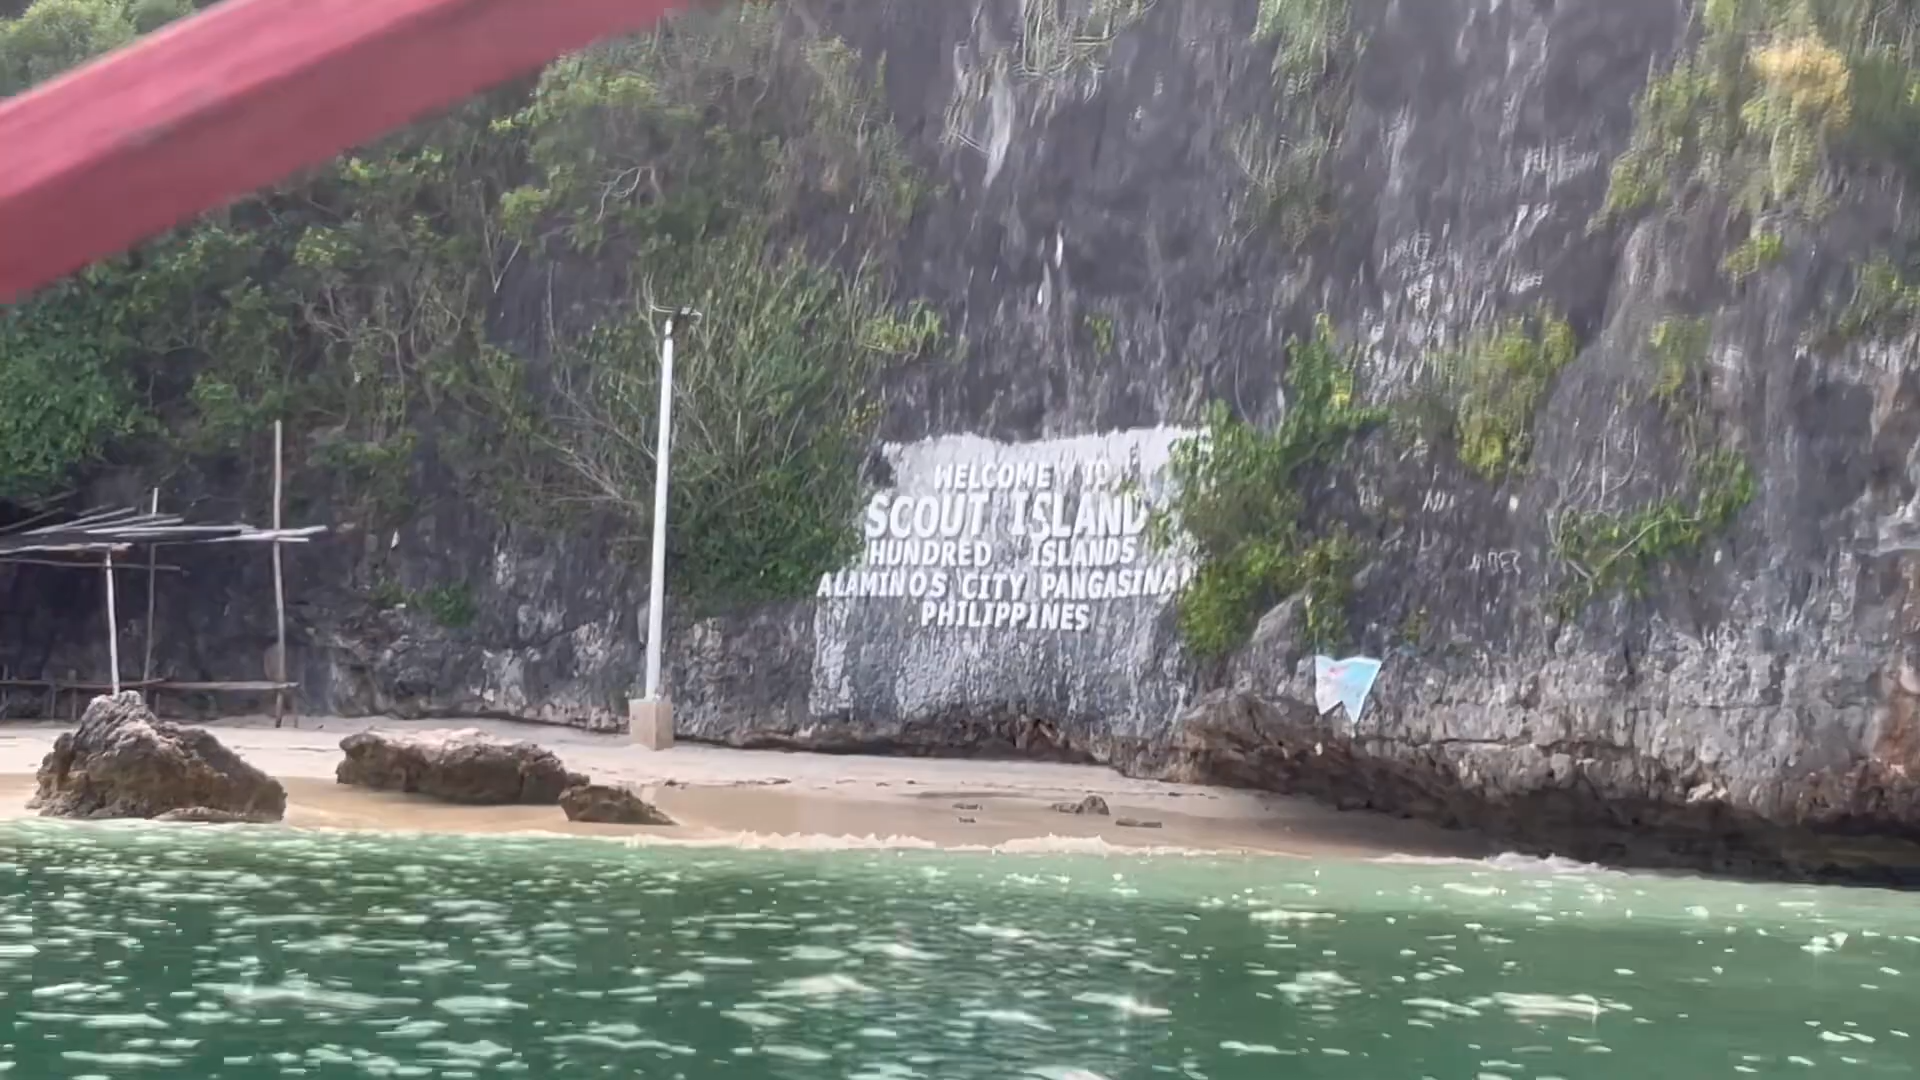 WELCOME TO
SCOUT ISLAND
HUNDRED ISLANDS
ALAMINOS CITY PANGASINAN
PHILIPPINES